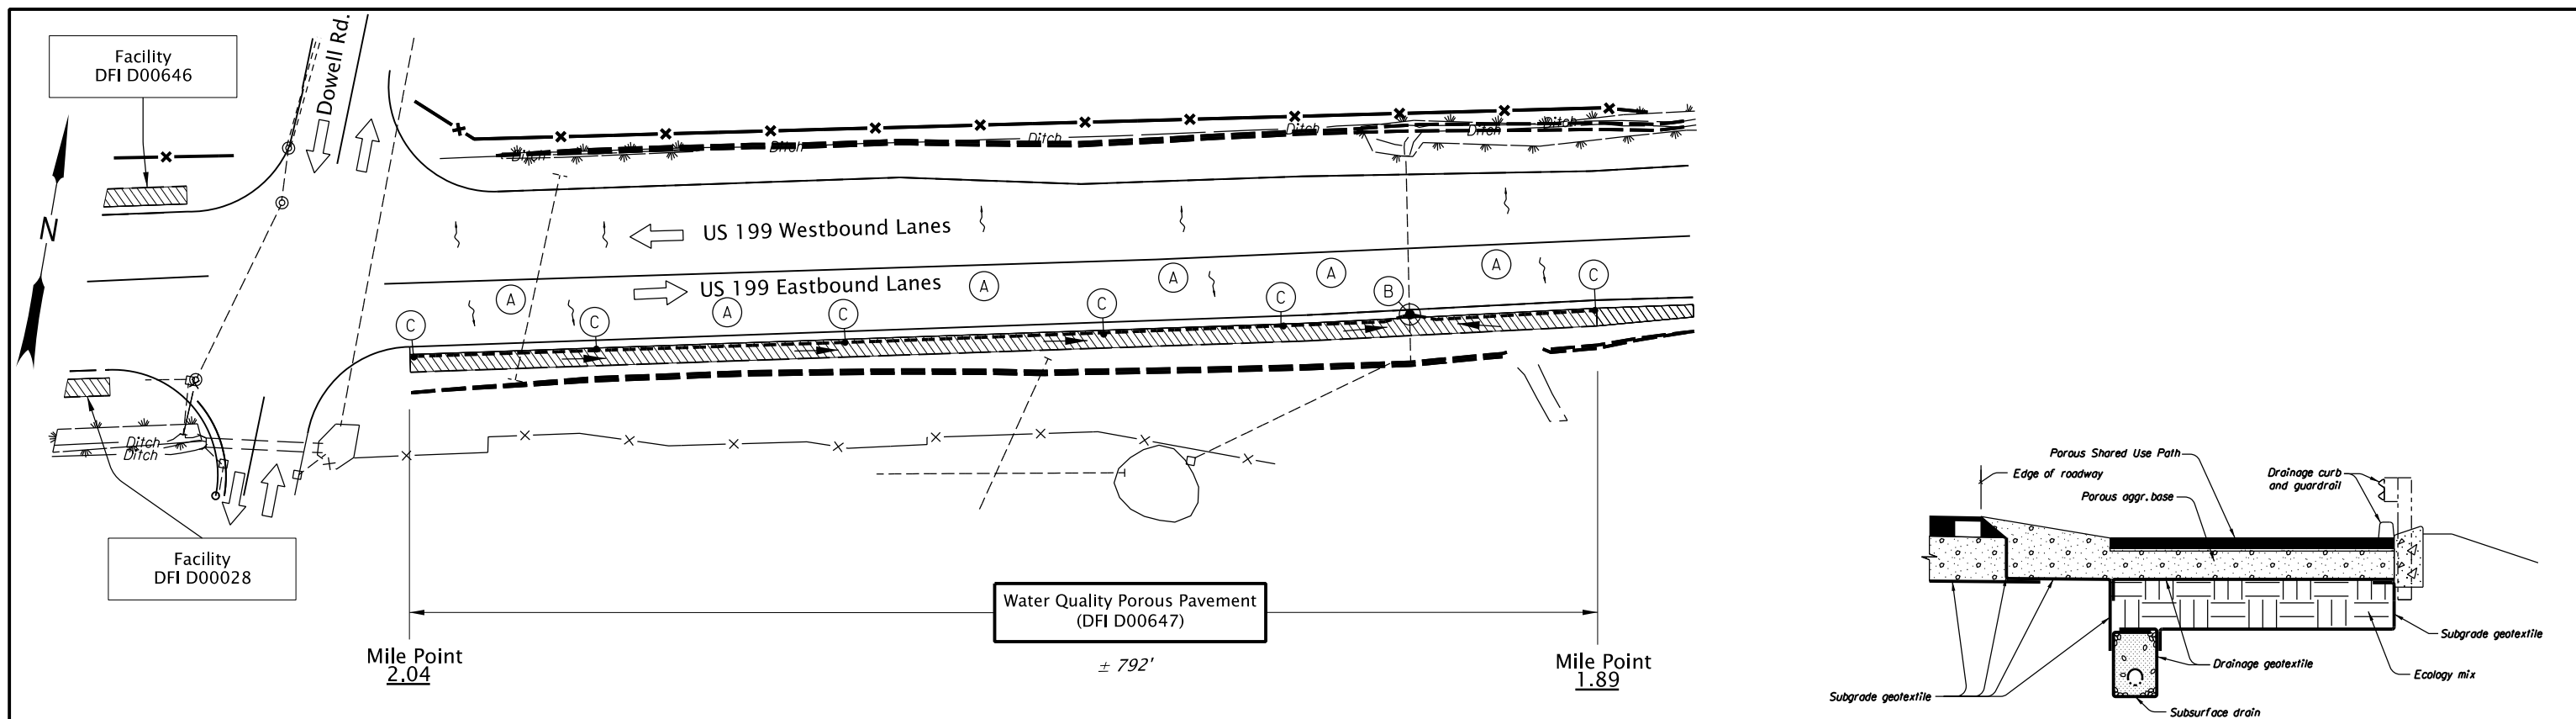 Facility
DFI D00646
Dowell Rd.
N
Ditch
Ditch
Ditch
Ditch
Ditch
Ditch
US 199 Westbound Lanes
US 199 Eastbound Lanes
A
A
A
A
A
A
B
C
C
C
C
C
C
Ditch
Ditch
Facility
DFI D00028
Water Quality Porous Pavement
(DFI D00647)
± 792'
Mile Point
2.04
Mile Point
1.89
Porous Shared Use Path
Edge of roadway
Porous aggr. base
Drainage curb
and guardrail
Subgrade geotextile
Drainage geotextile
Ecology mix
Subgrade geotextile
Subsurface drain